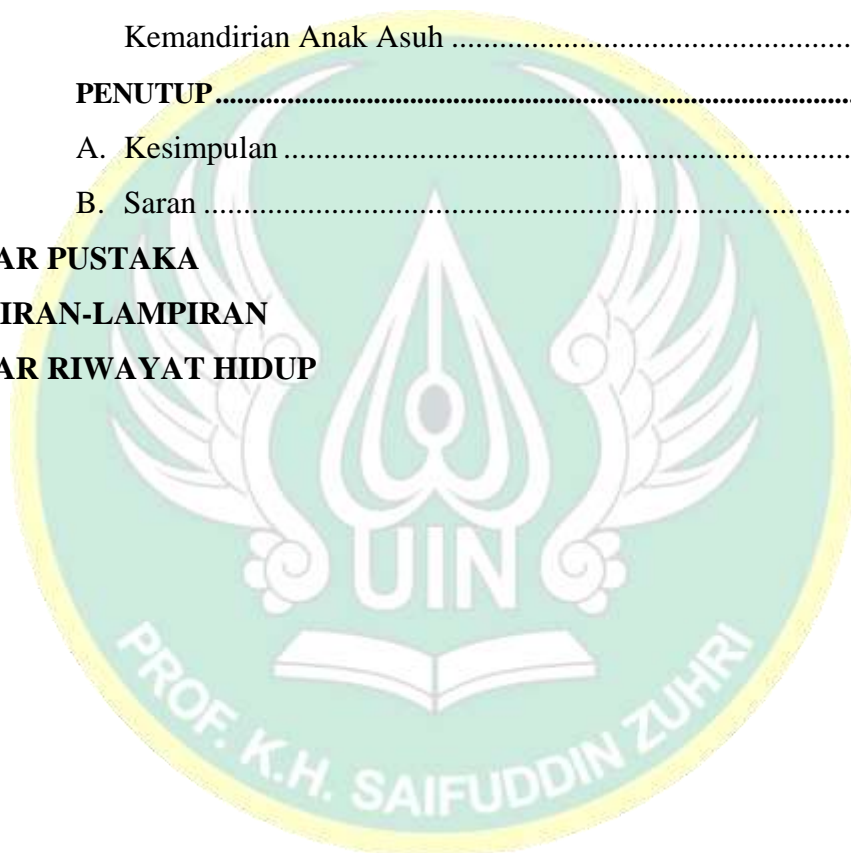 Kemandirian Anak Asuh ............................................................
PENUTUP............................................................
A. Kesimpulan ............................................................
B. Saran ............................................................
AR PUSTAKA
IRAN-LAMPIRAN
AR RIWAYAT HIDUP
UIN
PROF. K.H. SAIFUDDIN ZUHRI